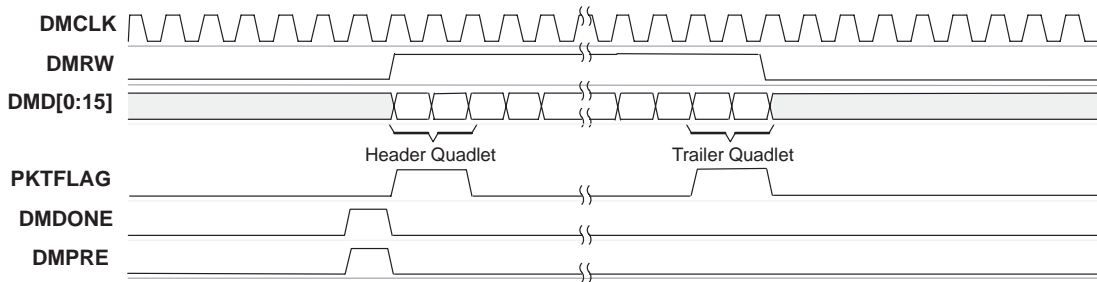 DMCLK
DMRW
DMD[0:15]
Header Quadlet
Trailer Quadlet
PKTFLAG
DMDONE
DMPRE